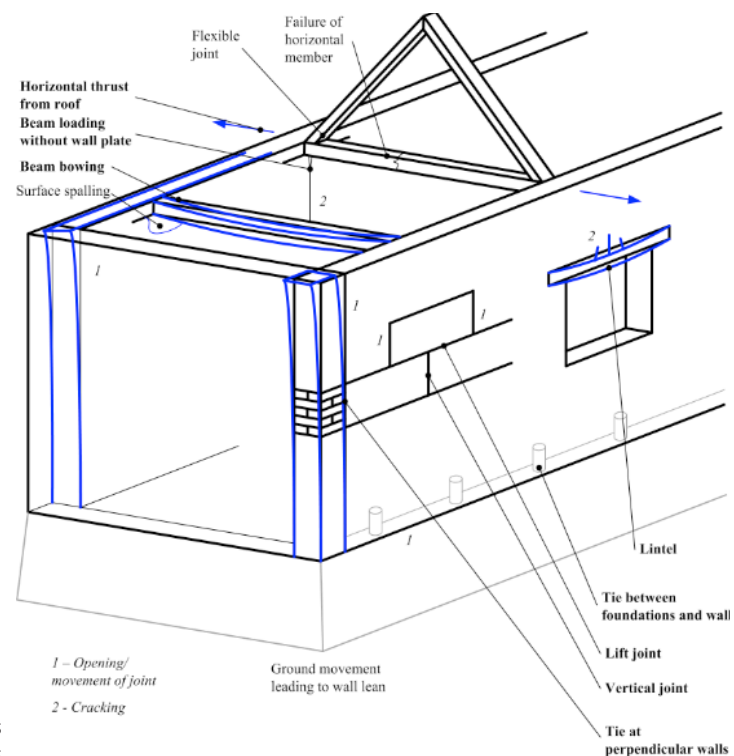 Flexible
joint
Failure of
horizontal
member
Horizontal thrust
from roof
Beam loading
without wall plate
Beam bowing
Surface spalling
2
2
1
1
1
1
1
Lintel
Tie between
foundations and wall
Lift joint
Vertical joint
Tie at
perpendicular walls
1 – Opening/
movement of joint
2 - Cracking
Ground movement
leading to wall lean